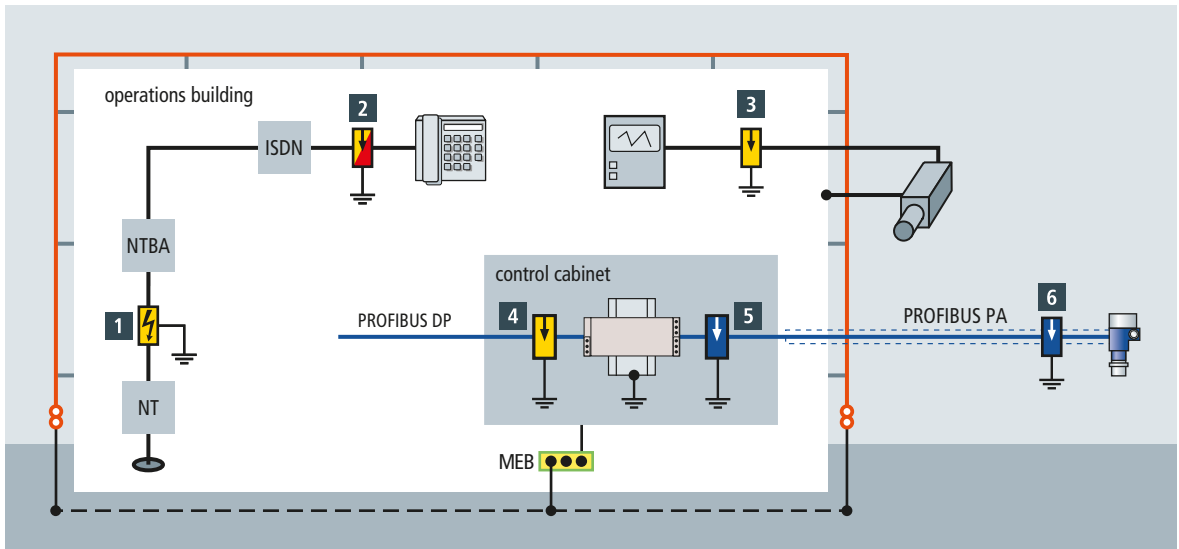 operations building
2
3
ISDN
NTBA
control cabinet
1
4
5
6
PROFIBUS DP
PROFIBUS PA
NT
MEB